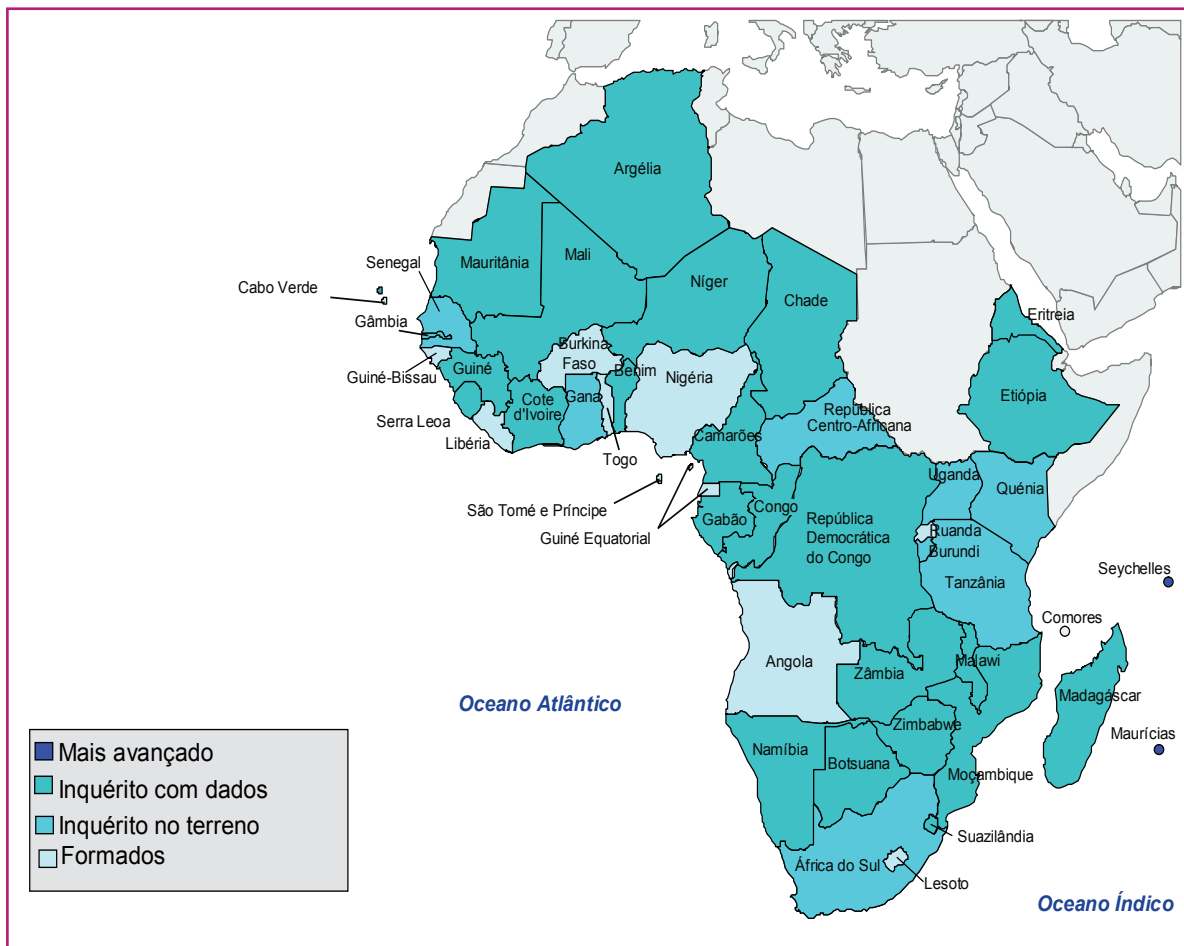 Argélia
Mauritânia
Mali
Níger
Chade
Senegal
Cabo Verde
Gâmbia
Eritreia
Guiné-Bissau
Guiné
Burkina
Faso
Benim
Nigéria
Etiópia
Cote
d'Ivoire
Gana
Serra Leoa
Libéria
Togo
República
Centro-Africana
Camarões
Uganda
Quénia
São Tomé e Príncipe
Guiné Equatorial
Gabão
Congo
República
Democrática
do Congo
Ruanda
Burundi
Tanzânia
Seychelles
Comores
Angola
Zâmbia
Malawi
Madagáscar
Oceano Atlântico
Maurícias
Zimbabwe
Namíbia
Botsuana
Moçambique
Suazilândia
África do Sul
Lesoto
Oceano Índico
Mais avançado
Inquérito com dados
Inquérito no terreno
Formados